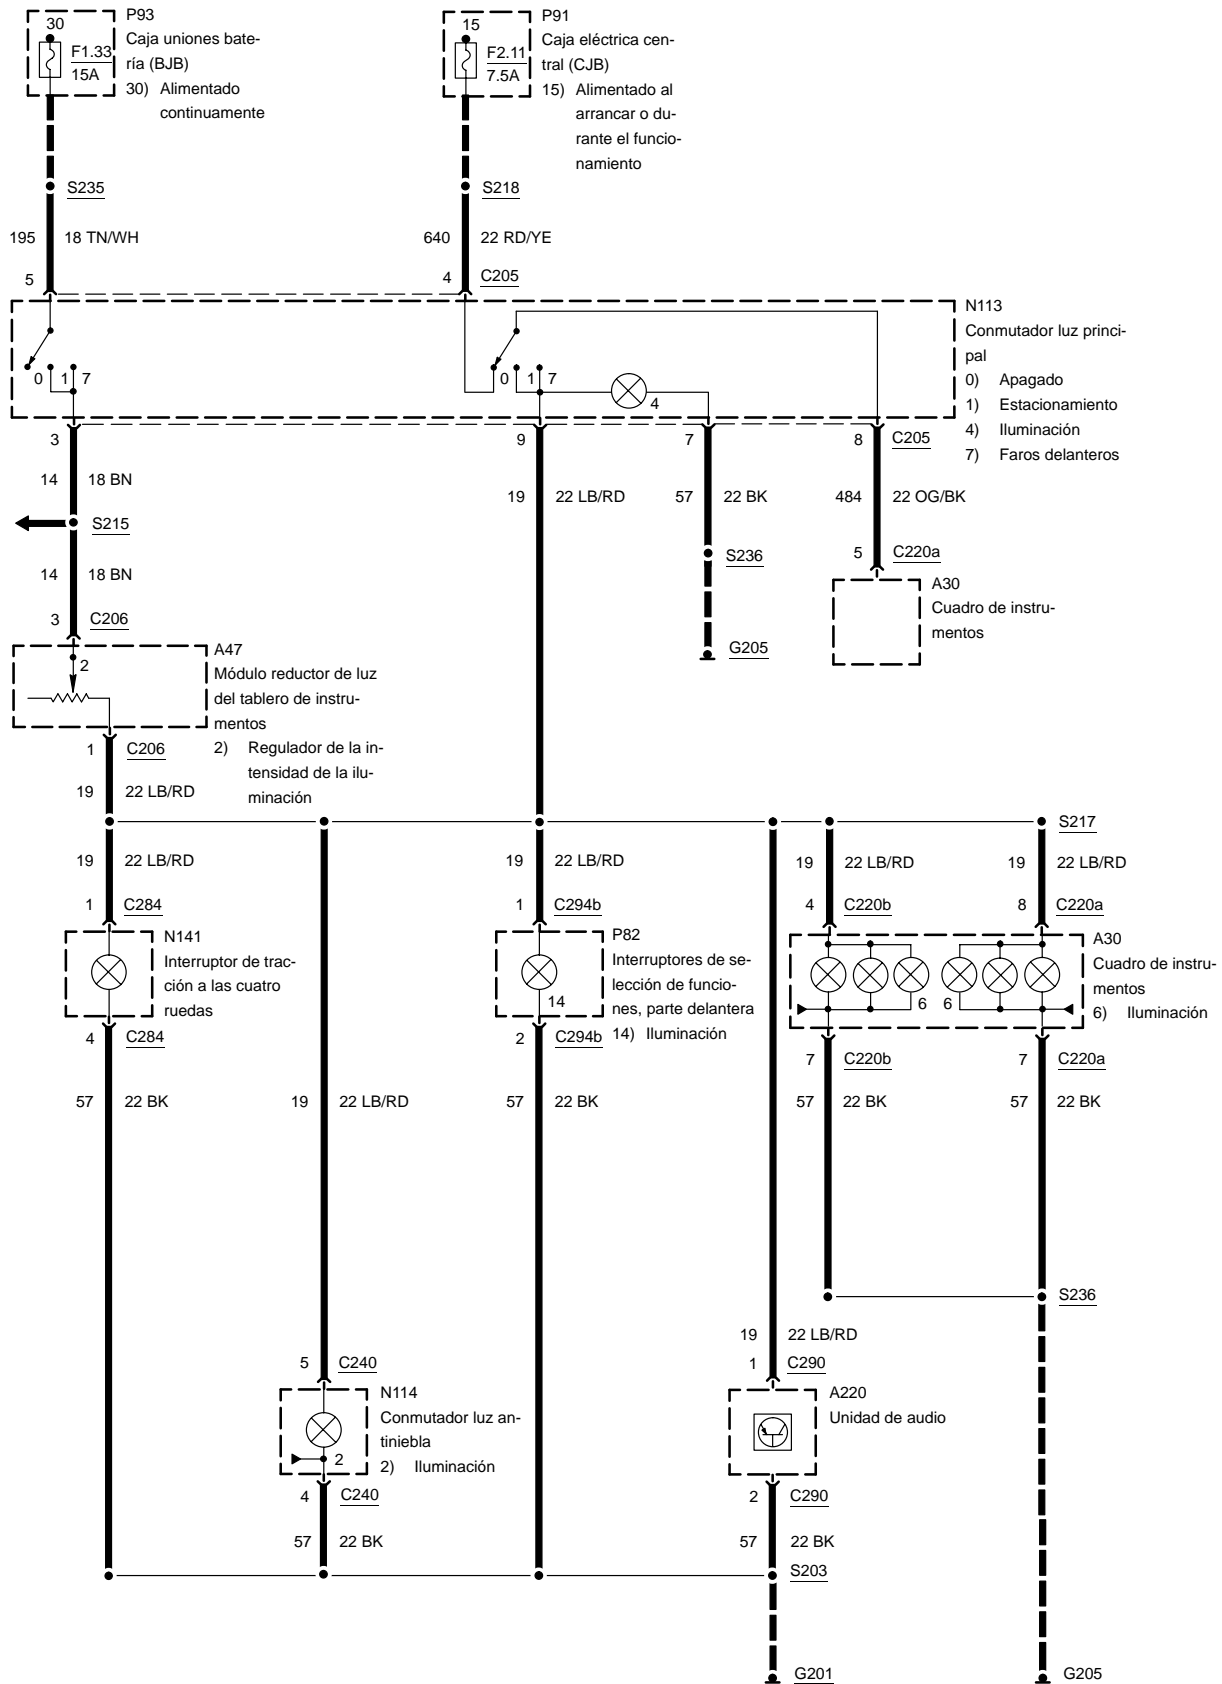 30
P93
F1.33
15A
Caja uniones bate-
ría (BJB)
30) Alimentado
continuamente
15
P91
F2.11
7.5A
Caja eléctrica cen-
tral (CJB)
15) Alimentado al
arrancar o du-
rante el funcio-
namiento
S235
S218
195 18 TN/WH
640 22 RD/YE
5
4 C205
N113
Conmutador luz princi-
pal
0) Apagado
1) Estacionamiento
4) Iluminación
7) Faros delanteros
0 1 7
0 1 7
4
3
9
7
8 C205
14 18 BN
19 22 LB/RD
57 22 BK
484 22 OG/BK
S215
S236
5 C220a
14 18 BN
A30
Cuadro de instru-
mentos
3 C206
G205
2
A47
Módulo reductor de luz
del tablero de instru-
mentos
2) Regulador de la in-
tensidad de la ilu-
minación
1 C206
19 22 LB/RD
S217
19 22 LB/RD
19 22 LB/RD
19 22 LB/RD
19 22 LB/RD
1 C284
1 C294b
4 C220b
8 C220a
N141
Interruptor de trac-
ción a las cuatro
ruedas
P82
Interruptores de se-
lección de funcio-
nes, parte delantera
14) Iluminación
14
A30
Cuadro de instru-
mentos
6) Iluminación
6 6
4 C284
2 C294b
7 C220b
7 C220a
57 22 BK
19 22 LB/RD
57 22 BK
57 22 BK
57 22 BK
S236
19 22 LB/RD
5 C240
1 C290
N114
Conmutador luz an-
tiniebla
2) Iluminación
2
A220
Unidad de audio
4 C240
2 C290
57 22 BK
57 22 BK
S203
G201
G205